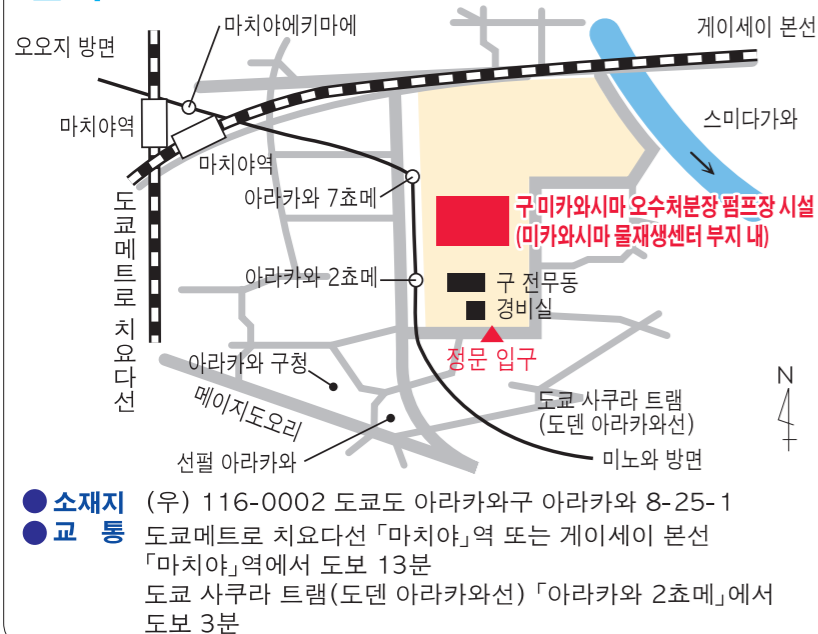 마치야에키마에
게이세이 본선
오오지 방면
스미다가와
마치야역
마치야역
아라카와 7쵸메
구 미카와시마 오수처분장 펌프장 시설
(미카와시마 물재생센터 부지 내)
도쿄메트로 치요다선
아라카와 2쵸메
구 전무동
경비실
정문 입구
아라카와 구청
메이지도오리
도쿄 사쿠라 트램
(도덴 아라카와선)
N
선펄 아라카와
미노와 방면
● 소재지 (우) 116-0002 도쿄도 아라카와구 아라카와 8-25-1
● 교 통 도쿄메트로 치요다선 「마치야」역 또는 게이세이 본선
「마치야」역에서 도보 13분
도쿄 사쿠라 트램(도덴 아라카와선) 「아라카와 2쵸메」에서
도보 3분